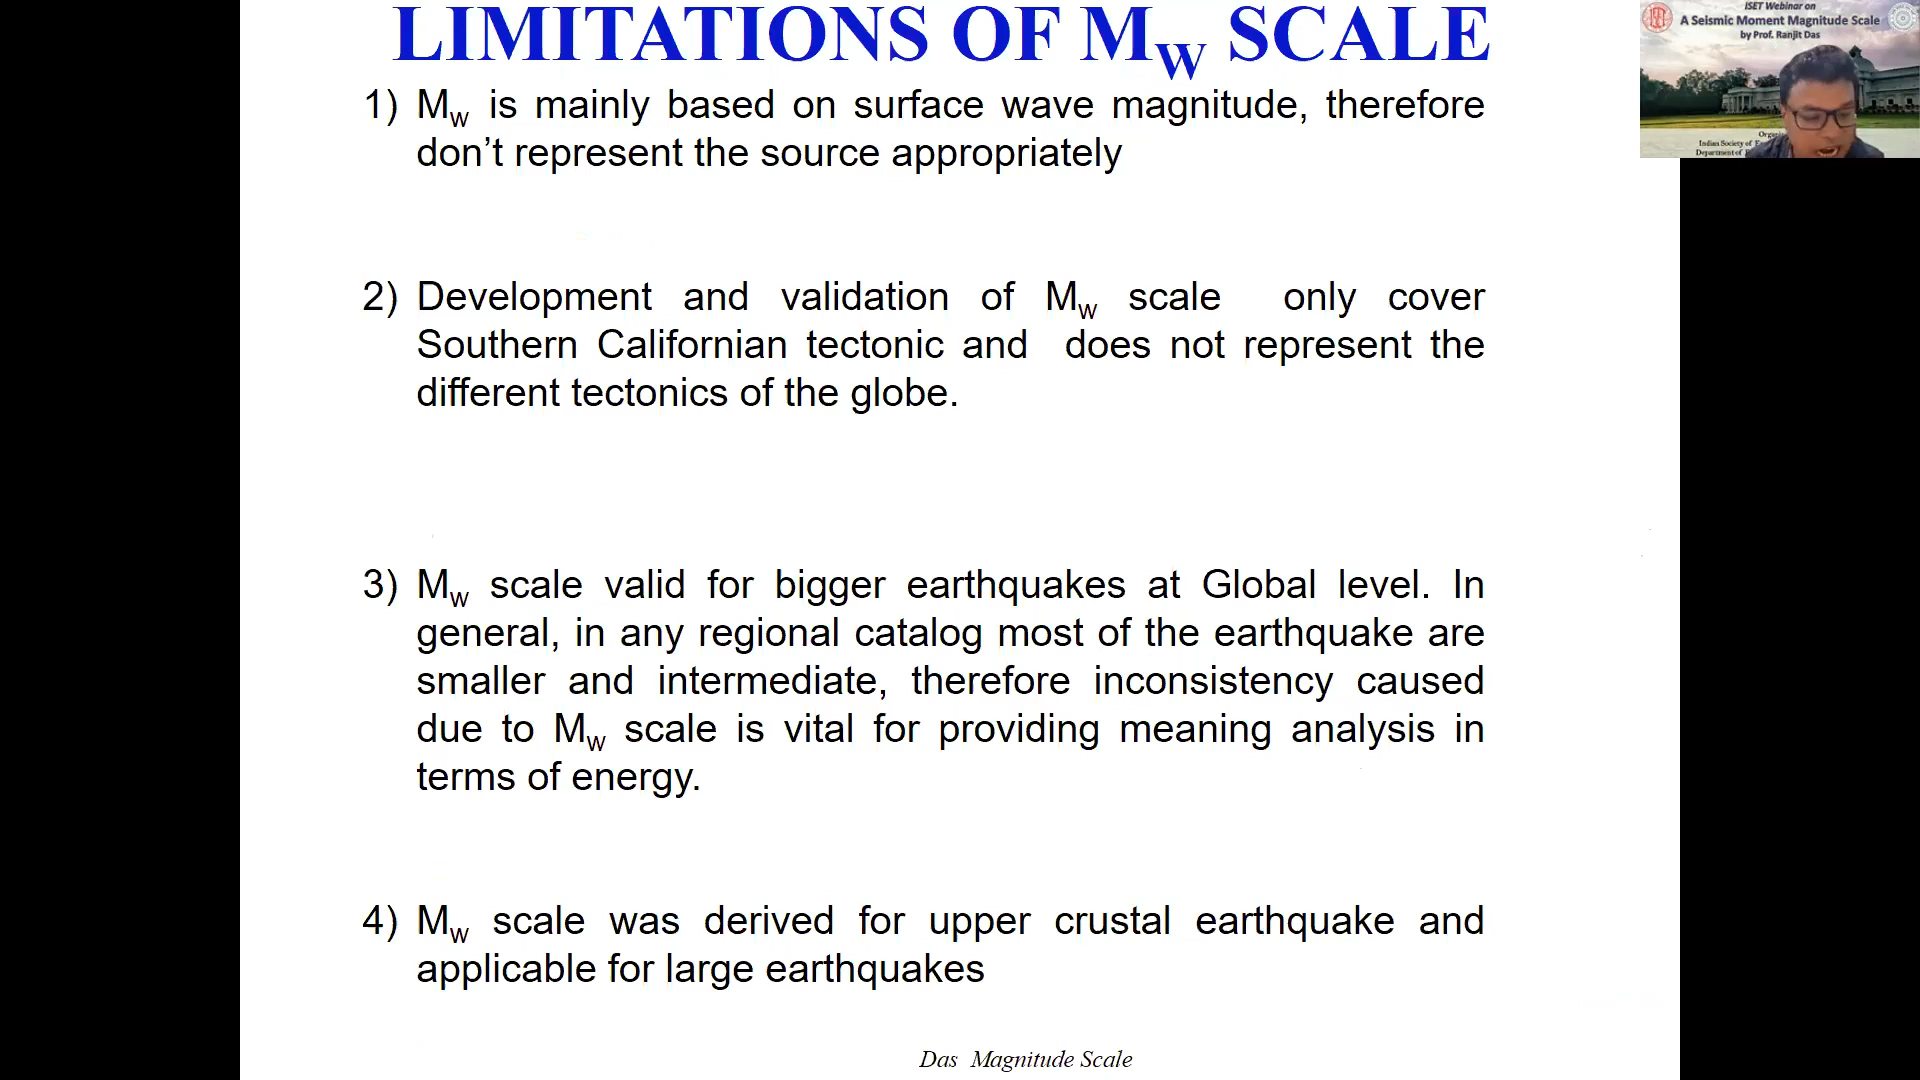 LIMITATIONS OF MW SCALE
1) Mw is mainly based on surface wave magnitude, therefore
don't represent the source appropriately
2) Development and validation of Mw scale only cover
Southern Californian tectonic and does not represent the
different tectonics of the globe.
3) Mw scale valid for bigger earthquakes at Global level. In
general, in any regional catalog most of the earthquake are
smaller and intermediate, therefore inconsistency caused
due to Mw scale is vital for providing meaning analysis in
terms of energy.
4) Mw scale was derived for upper crustal earthquake and
applicable for large earthquakes
Das Magnitude Scale
ISET Webinar on
A Seismic Moment Magnitude Scale
by Prof. Ranjit Das
Indian Society of
Department of